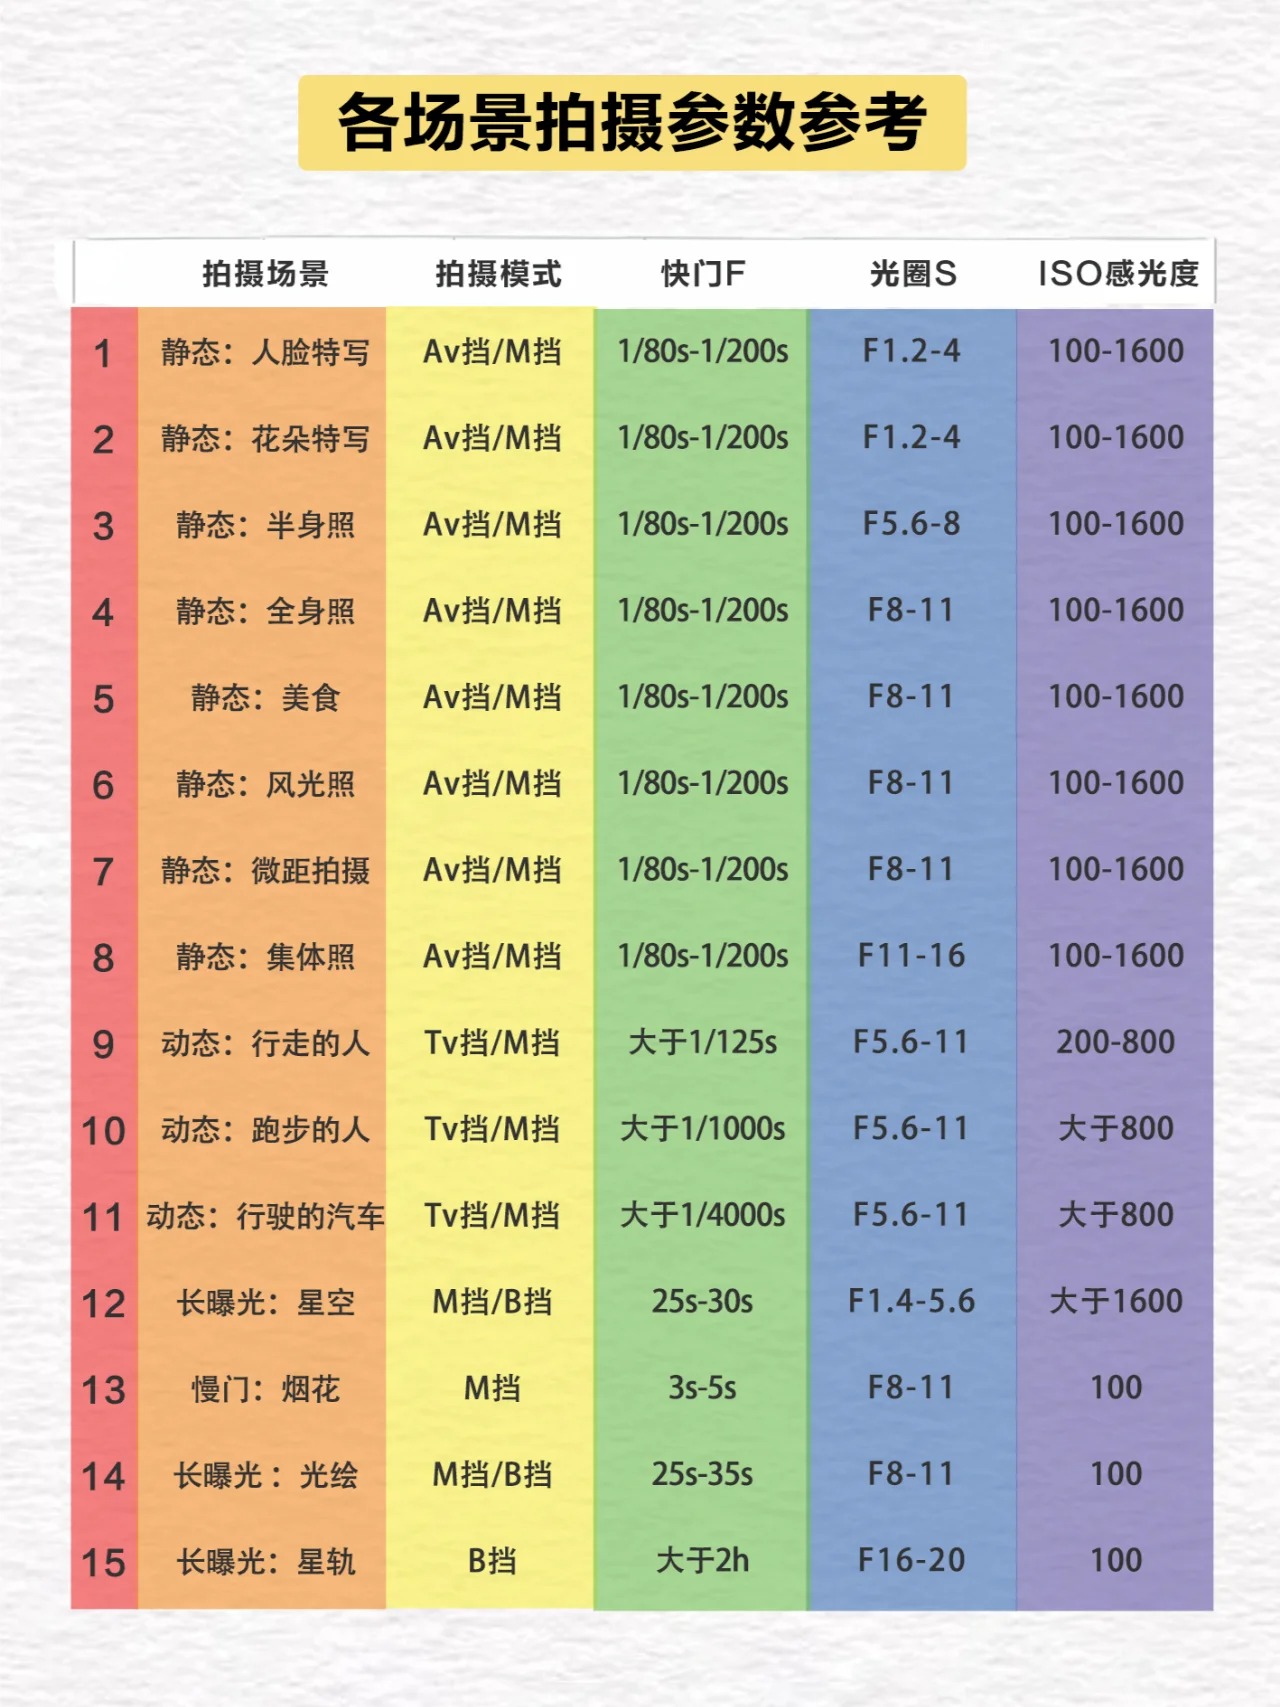 各场景拍摄参数参考
拍摄场景 拍摄模式 快门F 光圈S ISO感光度
1 静态：人脸特写 Av挡/M挡 1/80s-1/200s F1.2-4 100-1600
2 静态：花朵特写 Av挡/M挡 1/80s-1/200s F1.2-4 100-1600
3 静态：半身照 Av挡/M挡 1/80s-1/200s F5.6-8 100-1600
4 静态：全身照 Av挡/M挡 1/80s-1/200s F8-11 100-1600
5 静态：美食 Av挡/M挡 1/80s-1/200s F8-11 100-1600
6 静态：风光照 Av挡/M挡 1/80s-1/200s F8-11 100-1600
7 静态：微距拍摄 Av挡/M挡 1/80s-1/200s F8-11 100-1600
8 静态：集体照 Av挡/M挡 1/80s-1/200s F11-16 100-1600
9 动态：行走的人 Tv挡/M挡 大于1/125s F5.6-11 200-800
10 动态：跑步的人 Tv挡/M挡 大于1/1000s F5.6-11 大于800
11 动态：行驶的汽车 Tv挡/M挡 大于1/4000s F5.6-11 大于800
12 长曝光：星空 M挡/B挡 25s-30s F1.4-5.6 大于1600
13 慢门：烟花 M挡 3s-5s F8-11 100
14 长曝光：光绘 M挡/B挡 25s-35s F8-11 100
15 长曝光：星轨 B挡 大于2h F16-20 100